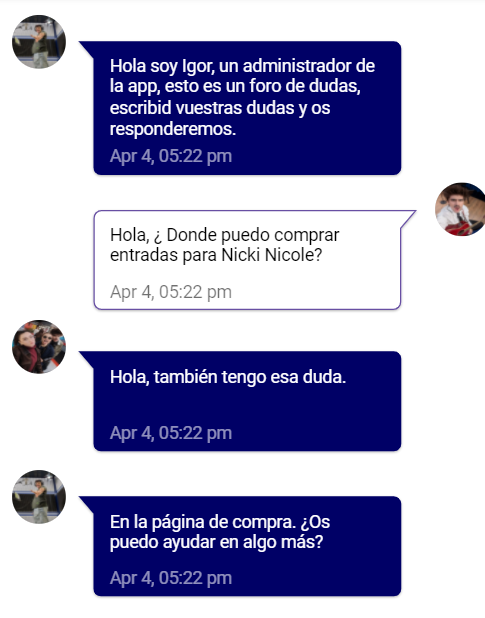 Hola soy Igor, un administrador de
la app, esto es un foro de dudas,
escribid vuestras dudas y os
responderemos.
Apr 4, 05:22 pm
Hola, ¿ Donde puedo comprar
entradas para Nicki Nicole?
Apr 4, 05:22 pm
Hola, también tengo esa duda.
Apr 4, 05:22 pm
En la página de compra. ¿Os
puedo ayudar en algo más?
Apr 4, 05:22 pm